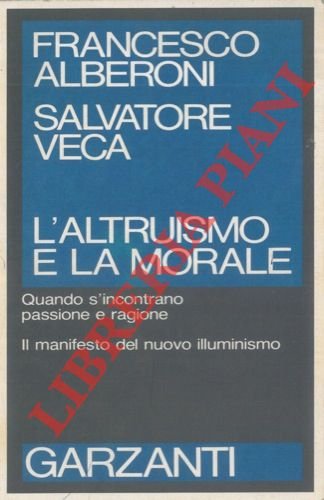 FRANCESCO
ALBERONI
SALVATORE
VECA
L'ALTRUISMO
E LA MORALE
Quando s'incontrano
passione e ragione
Il manifesto del nuovo illuminismo
GARZANTI
LIBRERIA PIANI